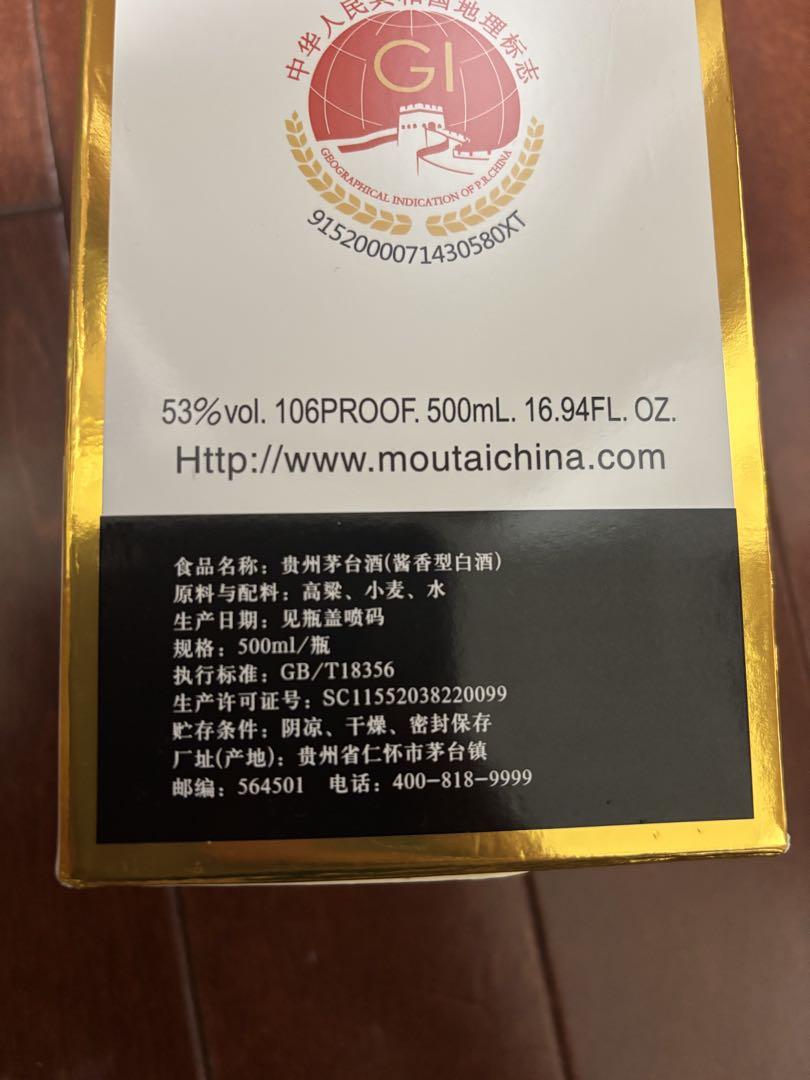 中华人民共和国地理标志
GI
GEOGRAPHICAL INDICATION OF P.R.CHINA
9152000071430580XT
53%vol. 106PROOF. 500mL. 16.94FL. OZ.
Http://www.moutaichina.com
食品名称：贵州茅台酒(酱香型白酒)
原料与配料：高粱、小麦、水
生产日期：见瓶盖喷码
规格：500ml/瓶
执行标准：GB/T18356
生产许可证号：SC11552038220099
贮存条件：阴凉、干燥、密封保存
厂址(产地)：贵州省仁怀市茅台镇
邮编：564501 电话：400-818-9999